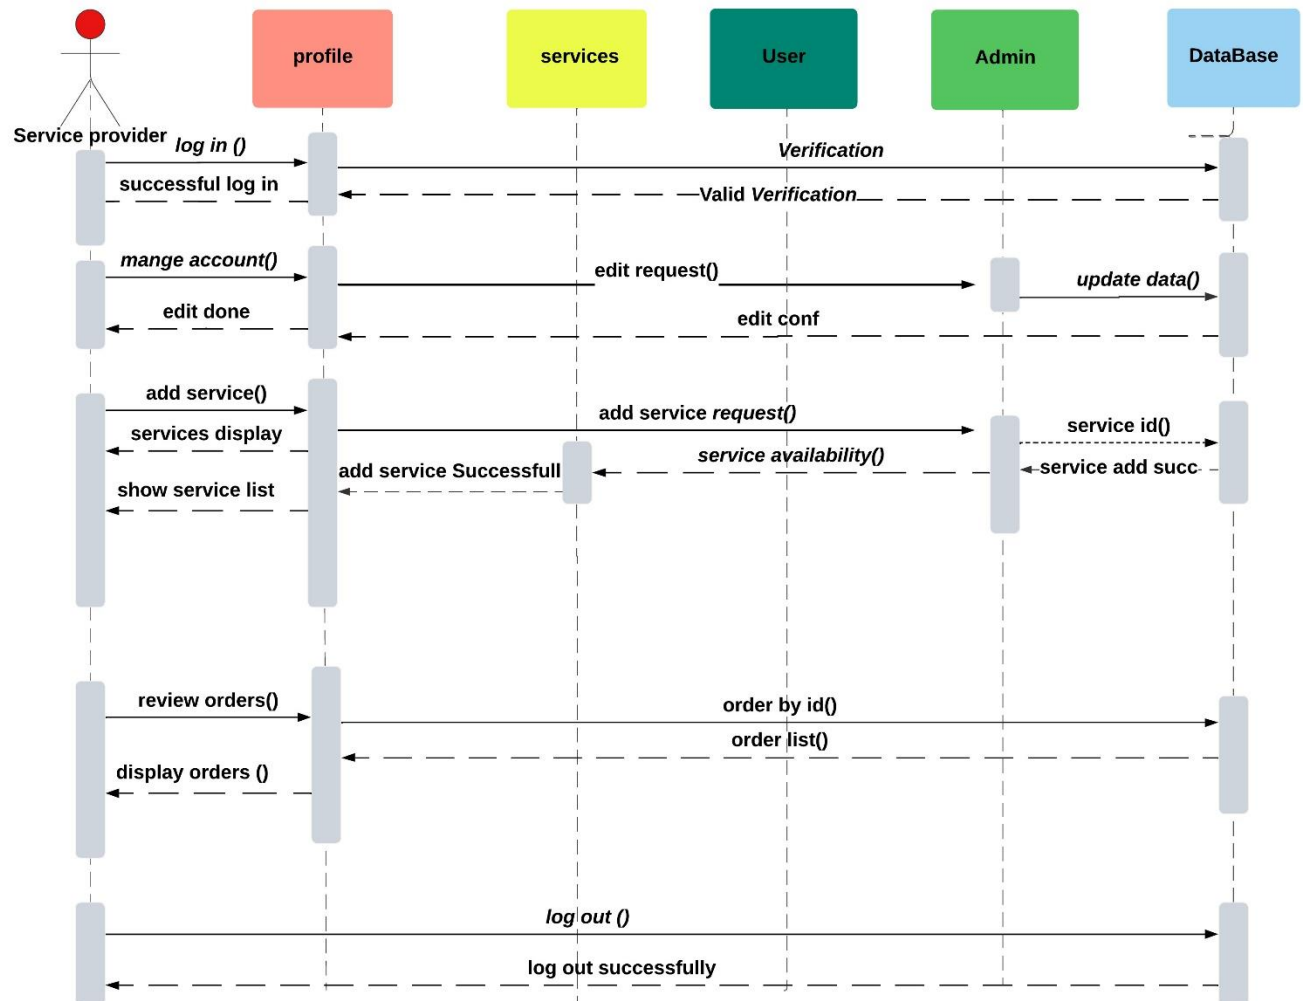 profile
services
User
Admin
DataBase
Service provider
log in ()
Verification
successful log in
Valid Verification
mange account()
edit request()
update data()
edit done
edit conf
add service()
add service request()
service id()
services display
service availability()
service add succ
add service Successfull
show service list
review orders()
order by id()
order list()
display orders ()
log out ()
log out successfully